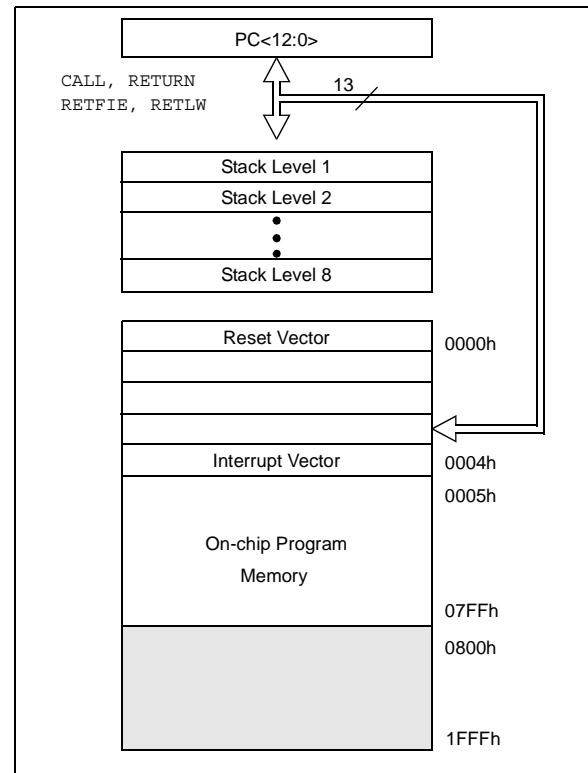 PC<12:0>
CALL, RETURN
RETFIE, RETLW
13
Stack Level 1
Stack Level 2
Stack Level 8
Reset Vector
0000h
Interrupt Vector
0004h
0005h
On-chip Program
Memory
07FFh
0800h
1FFFh